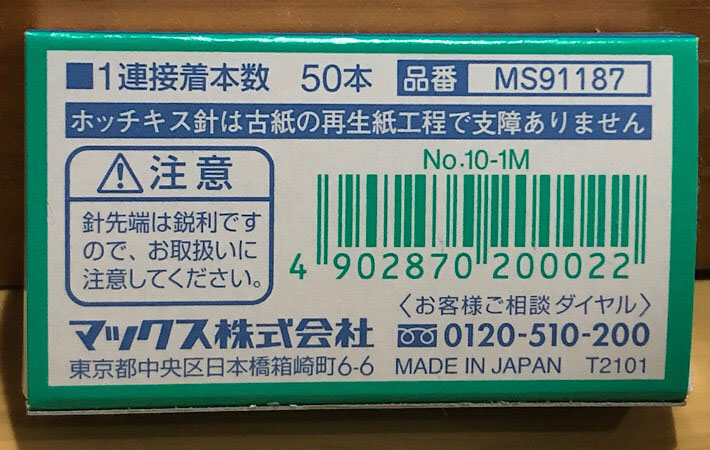 ■1連接着本数 50本 品番 MS91187
ホッチキス針は古紙の再生紙工程で支障ありません
注意
針先端は鋭利です
ので、お取扱いに
注意してください。
No.10-1M
4 902870 200022
〈お客様ご相談ダイヤル〉
マックス株式会社 0120-510-200
東京都中央区日本橋箱崎町6-6 MADE IN JAPAN T2101